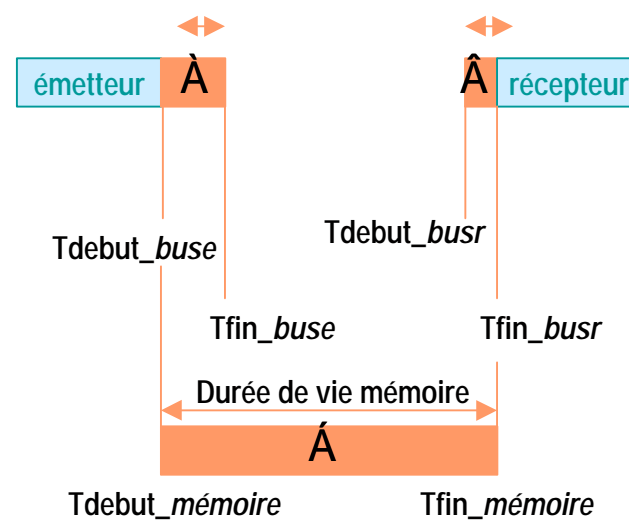 émetteur À Â récepteur
Tdebut_buse Tdebut_busr
Tfin_buse Tfin_busr
Durée de vie mémoire
Á
Tdebut_mémoire Tfin_mémoire